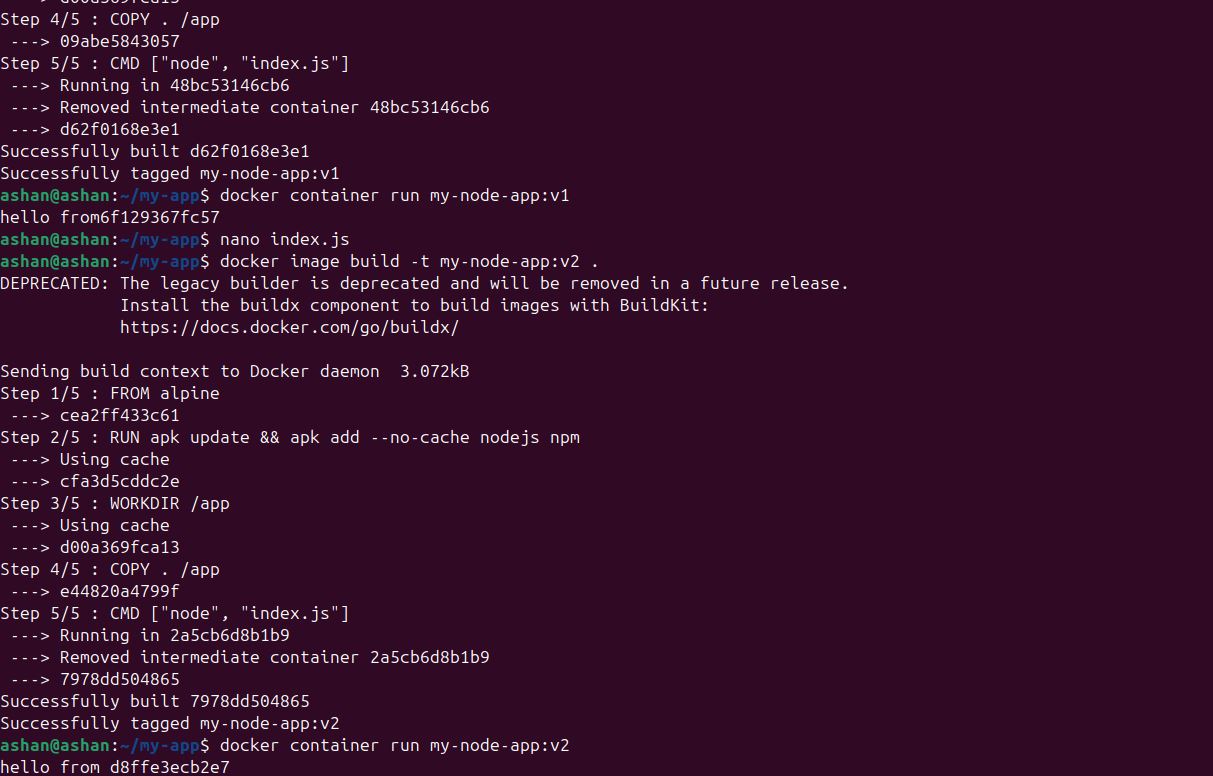 ---> d00a369fca13
Step 4/5 : COPY . /app
 ---> 09abe5843057
Step 5/5 : CMD ["node", "index.js"]
 ---> Running in 48bc53146cb6
 ---> Removed intermediate container 48bc53146cb6
 ---> d62f0168e3e1
Successfully built d62f0168e3e1
Successfully tagged my-node-app:v1
ashan@ashan:~/my-app$ docker container run my-node-app:v1
hello from6f129367fc57
ashan@ashan:~/my-app$ nano index.js
ashan@ashan:~/my-app$ docker image build -t my-node-app:v2 .
DEPRECATED: The legacy builder is deprecated and will be removed in a future release.
            Install the buildx component to build images with BuildKit:
            https://docs.docker.com/go/buildx/

Sending build context to Docker daemon  3.072kB
Step 1/5 : FROM alpine
 ---> cea2ff433c61
Step 2/5 : RUN apk update && apk add --no-cache nodejs npm
 ---> Using cache
 ---> cfa3d5cddc2e
Step 3/5 : WORKDIR /app
 ---> Using cache
 ---> d00a369fca13
Step 4/5 : COPY . /app
 ---> e44820a4799f
Step 5/5 : CMD ["node", "index.js"]
 ---> Running in 2a5cb6d8b1b9
 ---> Removed intermediate container 2a5cb6d8b1b9
 ---> 7978dd504865
Successfully built 7978dd504865
Successfully tagged my-node-app:v2
ashan@ashan:~/my-app$ docker container run my-node-app:v2
hello from d8ffe3ecb2e7